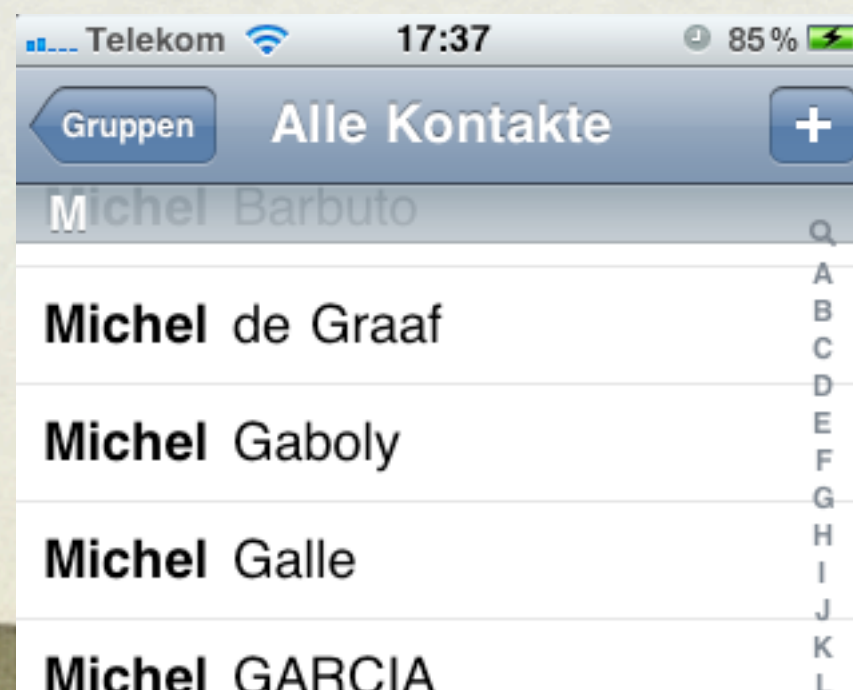 Telekom 17:37 85%
Gruppen Alle Kontakte +
M
Michel Barbuto
Michel de Graaf
Michel Gaboly
Michel Galle
Michel GARCIA
A
B
C
D
E
F
G
H
I
J
K
L